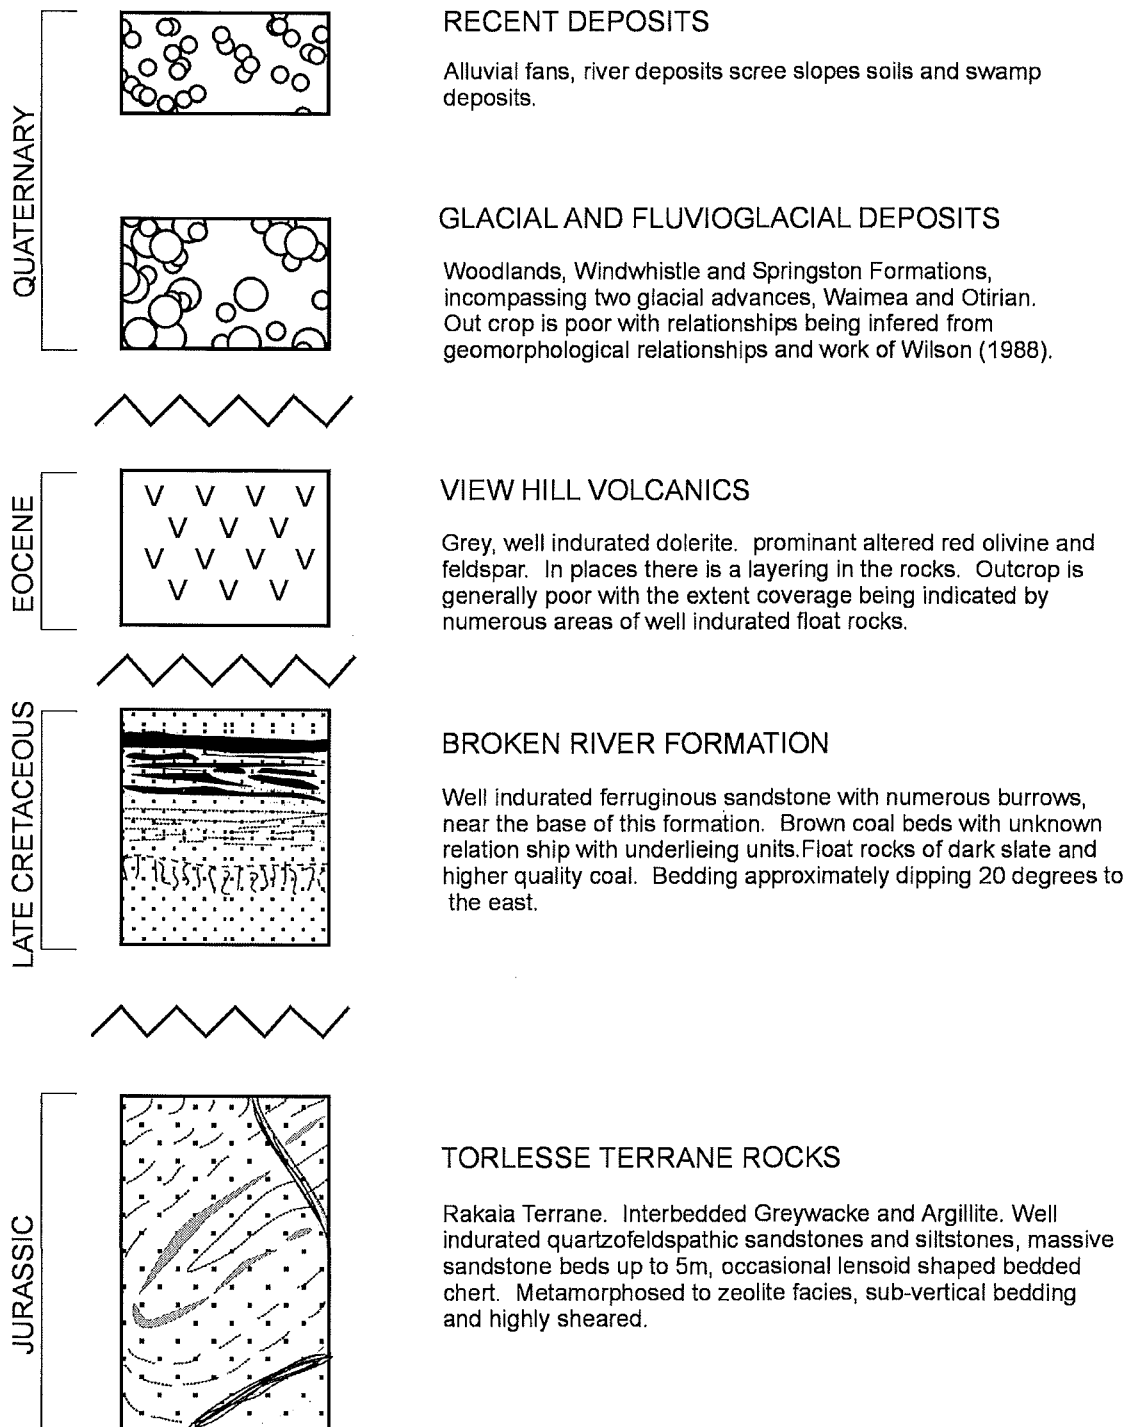 QUATERNARY
RECENT DEPOSITS
Alluvial fans, river deposits scree slopes soils and swamp
deposits.
GLACIAL AND FLUVIOGLACIAL DEPOSITS
Woodlands, Windwhistle and Springston Formations,
incompassing two glacial advances, Waimea and Otirian.
Out crop is poor with relationships being infered from
geomorphological relationships and work of Wilson (1988).
EOCENE
VIEW HILL VOLCANICS
V V V V
V V V
V V V V
V V V
Grey, well indurated dolerite. prominant altered red olivine and
feldspar. In places there is a layering in the rocks. Outcrop is
generally poor with the extent coverage being indicated by
numerous areas of well indurated float rocks.
LATE CRETACEOUS
BROKEN RIVER FORMATION
Well indurated ferruginous sandstone with numerous burrows,
near the base of this formation. Brown coal beds with unknown
relation ship with underlieing units.Float rocks of dark slate and
higher quality coal. Bedding approximately dipping 20 degrees to
the east.
JURASSIC
TORLESSE TERRANE ROCKS
Rakaia Terrane. Interbedded Greywacke and Argillite. Well
indurated quartzofeldspathic sandstones and siltstones, massive
sandstone beds up to 5m, occasional lensoid shaped bedded
chert. Metamorphosed to zeolite facies, sub-vertical bedding
and highly sheared.